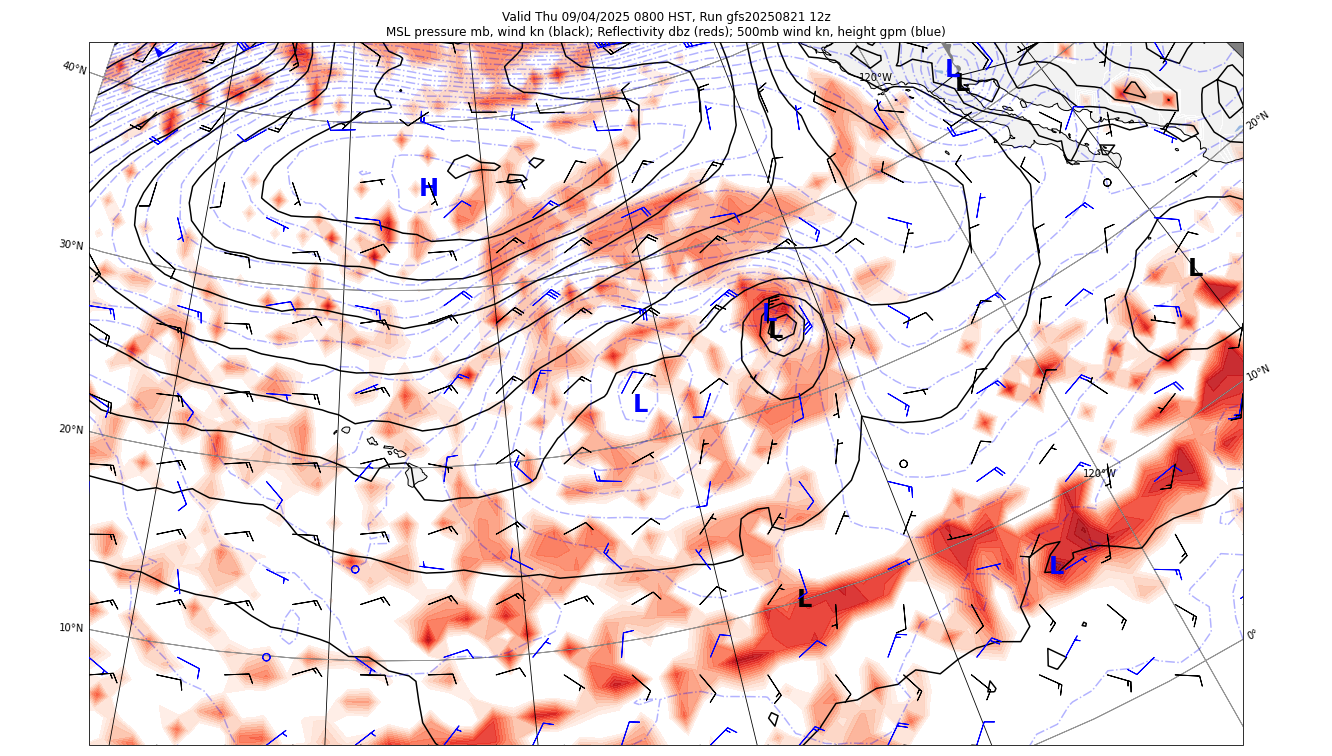 Valid Thu 09/04/2025 0800 HST, Run gfs20250821 12z
MSL pressure mb, wind kn (black); Reflectivity dbz (reds); 500mb wind kn, height gpm (blue)
40°N
120°W
L
L
20°N
H
30°N
L
L
L
10°N
L
20°N
120°W
L
L
10°N
0°